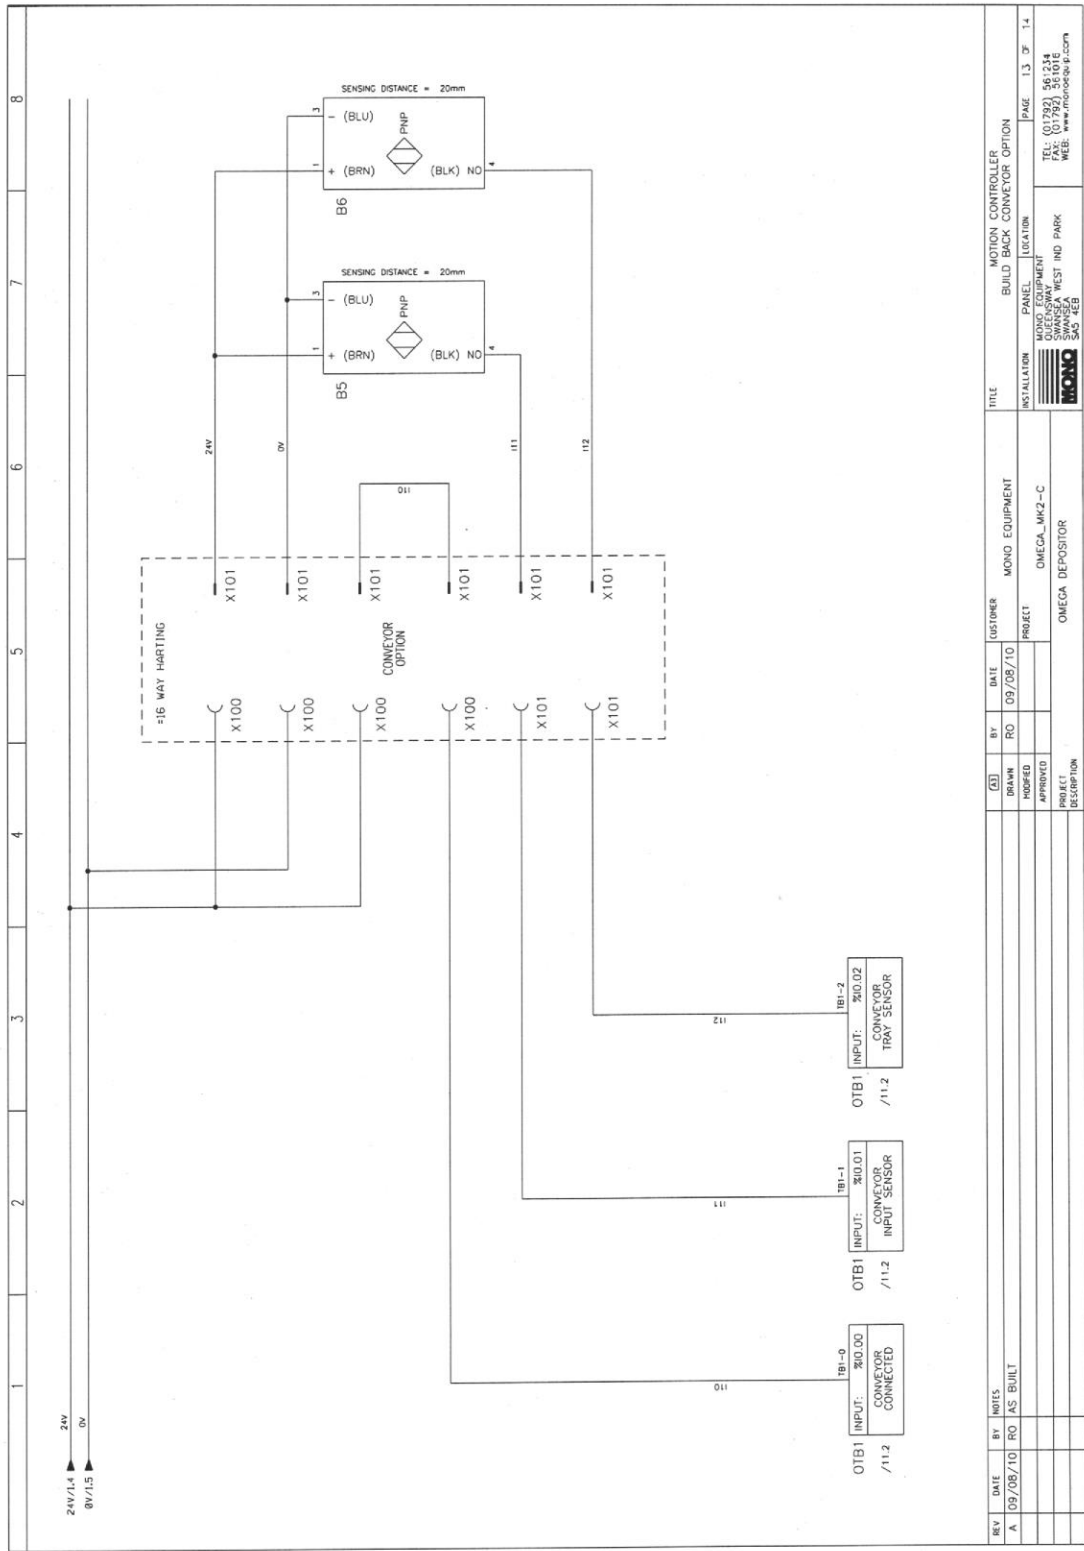 1 2 3 4 5 6 7 8
24V/1.4 24V
0V/1.5 0V
=16 WAY HARTING
CONVEYOR
OPTION
X100
X100
X100
X100
X101
X101
X101
X101
X101
X101
X101
X101
24V
0V
I10
I11
I12
B5
SENSING DISTANCE = 20mm
1 3
+ (BRN) - (BLU)
PNP
(BLK) NO 4
B6
SENSING DISTANCE = 20mm
1 3
+ (BRN) - (BLU)
PNP
(BLK) NO 4
I10
I11
I12
TB1-0
OTB1 INPUT: %I0.00
/11.2 CONVEYOR
CONNECTED
TB1-1
OTB1 INPUT: %I0.01
/11.2 CONVEYOR
INPUT SENSOR
TB1-2
OTB1 INPUT: %I0.02
/11.2 CONVEYOR
TRAY SENSOR
REV DATE BY NOTES
A 09/08/10 RO AS BUILT
A3 BY DATE
DRAWN RO 09/08/10
MODIFIED
APPROVED
CUSTOMER MONO EQUIPMENT
PROJECT OMEGA_MK2-C
PROJECT
DESCRIPTION OMEGA DEPOSITOR
TITLE MOTION CONTROLLER
BUILD BACK CONVEYOR OPTION
INSTALLATION PANEL LOCATION PAGE 13 OF 14
MONO
MONO EQUIPMENT
QUEENSWAY
SWANSEA WEST IND PARK
SWANSEA
SA5 4EB
TEL: (01792) 561234
FAX: (01792) 561016
WEB: www.monoequip.com